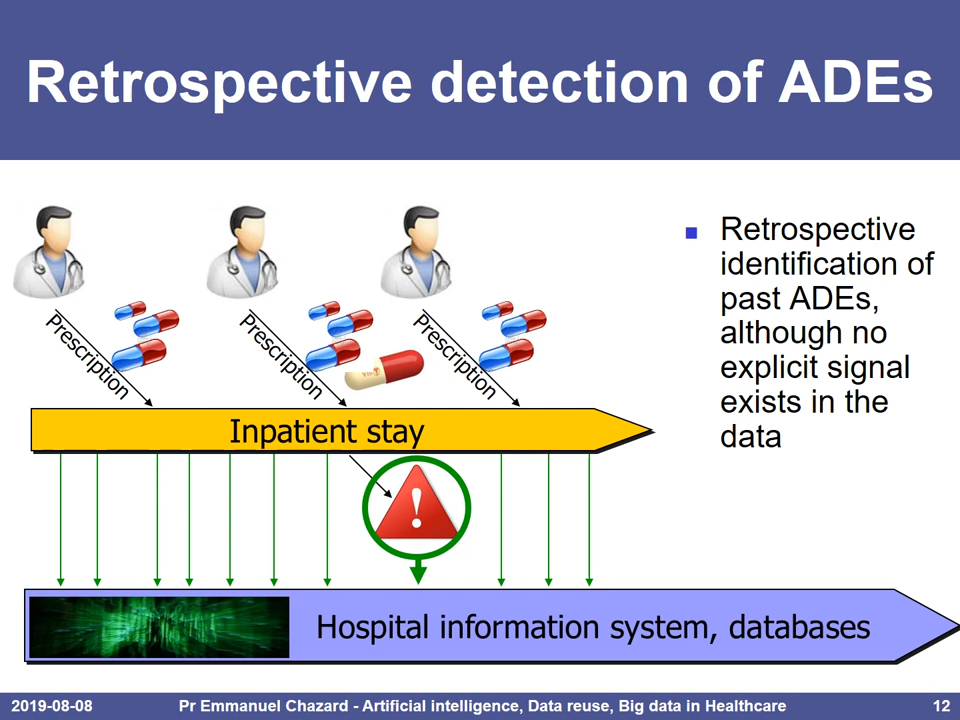 Retrospective detection of ADEs
Prescription
Prescription
Prescription
Inpatient stay
Hospital information system, databases
Retrospective
identification of
past ADEs,
although no
explicit signal
exists in the
data
2019-08-08
Pr Emmanuel Chazard - Artificial intelligence, Data reuse, Big data in Healthcare
12